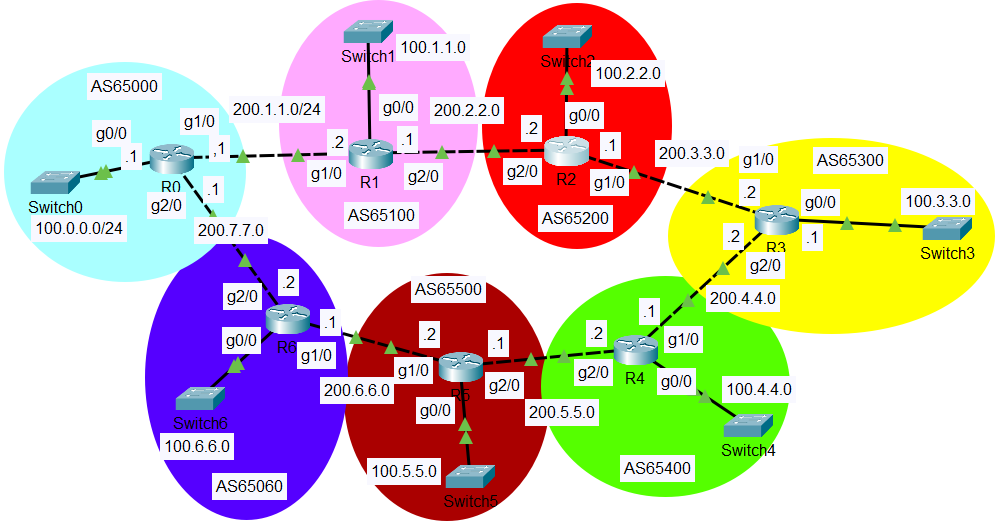 Switch1
100.1.1.0
Switch2
100.2.2.0
AS65000
200.1.1.0/24
g0/0
200.2.2.0
g0/0
g1/0
g0/0
.1
,1
.2
.1
.2
.1
200.3.3.0
g1/0
AS65300
R0
g1/0
R1
g2/0
g2/0
R2
g1/0
.2
g0/0
100.3.3.0
Switch0
.1
g2/0
AS65100
AS65200
R3
.1
.2
Switch3
100.0.0.0/24
200.7.7.0
g2/0
.2
AS65500
200.4.4.0
g2/0
.1
g0/0
R6
.1
g1/0
.2
.1
.2
g1/0
R4
200.6.6.0
g1/0
R5
g2/0
g2/0
g0/0
100.4.4.0
Switch6
g0/0
200.5.5.0
100.6.6.0
Switch4
AS65060
100.5.5.0
Switch5
AS65400